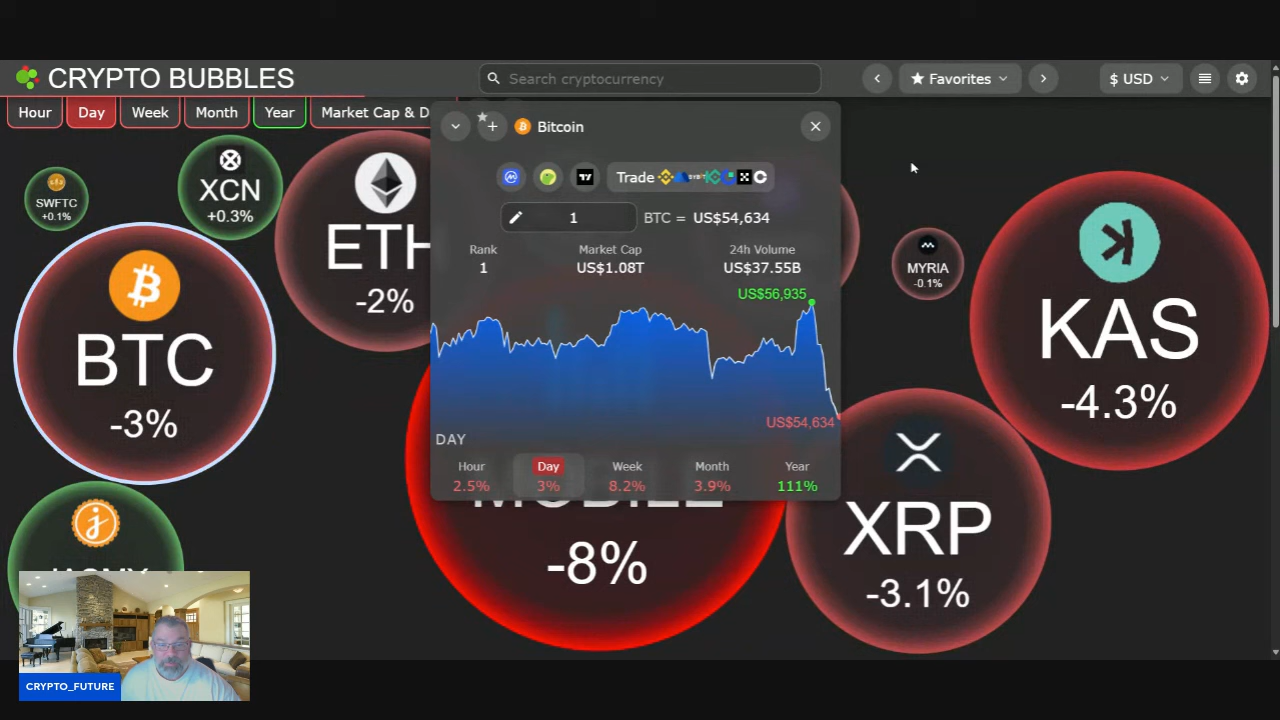 CRYPTO BUBBLES
Search cryptocurrency
Favorites
$ USD
Hour
Day
Week
Month
Year
Market Cap & D
Bitcoin
Trade
1
BTC = US$54,634
Rank
Market Cap
24h Volume
1
US$1.08T
US$37.55B
US$56,935
US$54,634
DAY
Hour
Day
Week
Month
Year
2.5%
3%
8.2%
3.9%
111%
SWFTC
+0.1%
XCN
+0.3%
ETH
-2%
BTC
-3%
MYRIA
-0.1%
KAS
-4.3%
MOBILE
-8%
XRP
-3.1%
JASMY
CRYPTO_FUTURE